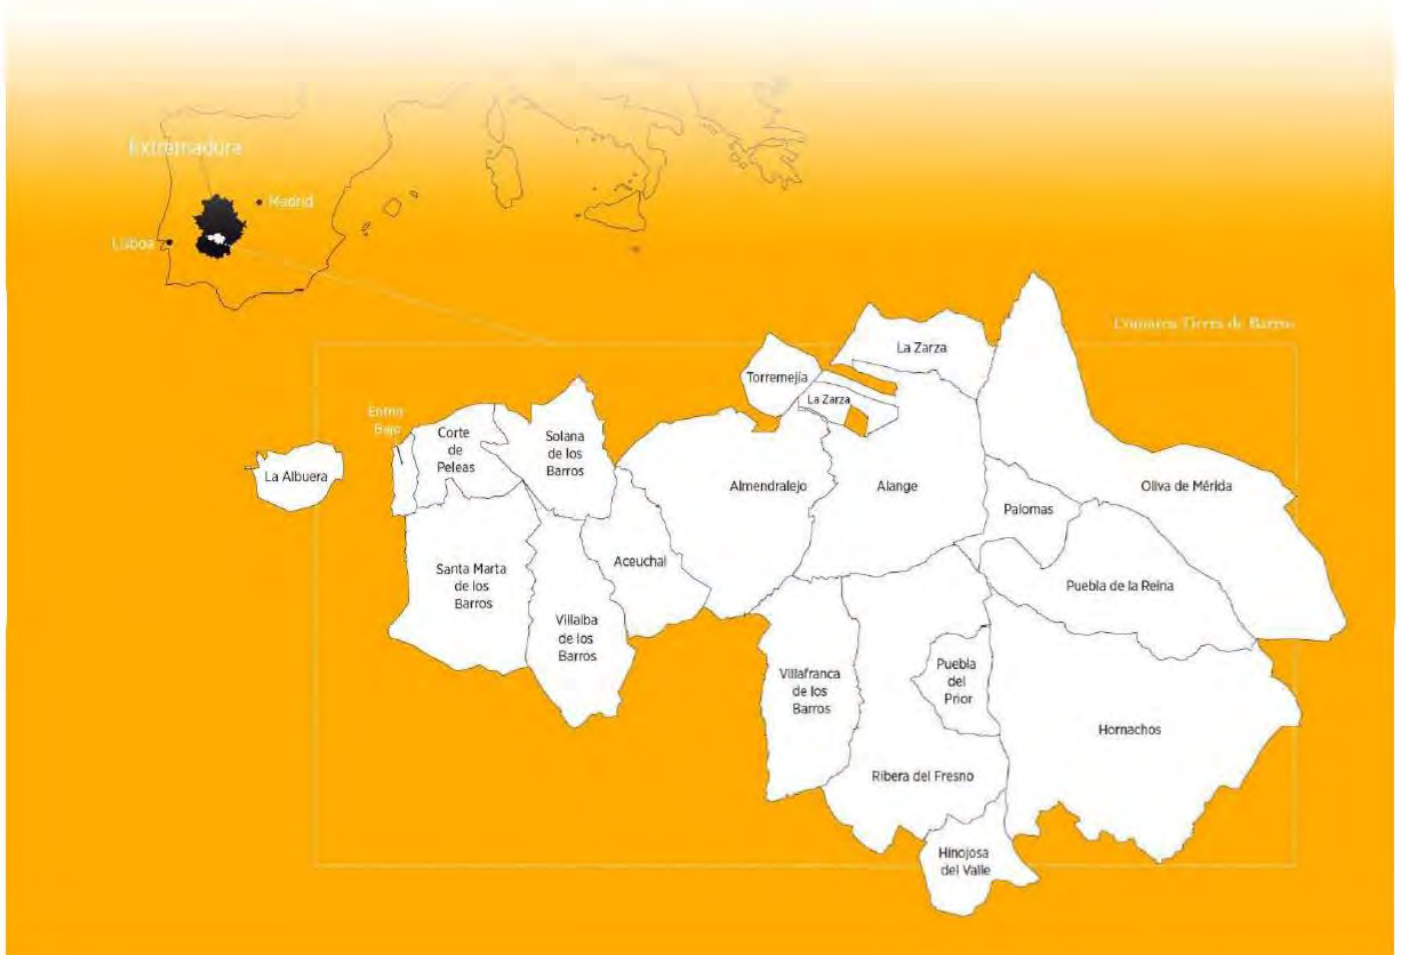 Extremadura
Madrid
Lisboa
Comarca Tierra de Barros
La Zarza
Torremejía
La Zarza
Entrín
Bajo
Corte
de
Peleas
Solana
de los
Barros
La Albuera
Almendralejo
Alange
Oliva de Mérida
Palomas
Aceuchal
Santa Marta
de los
Barros
Puebla de la Reina
Villalba
de los
Barros
Puebla
del
Prior
Villafranca
de los
Barros
Hornachos
Ribera del Fresno
Hinojosa
del Valle